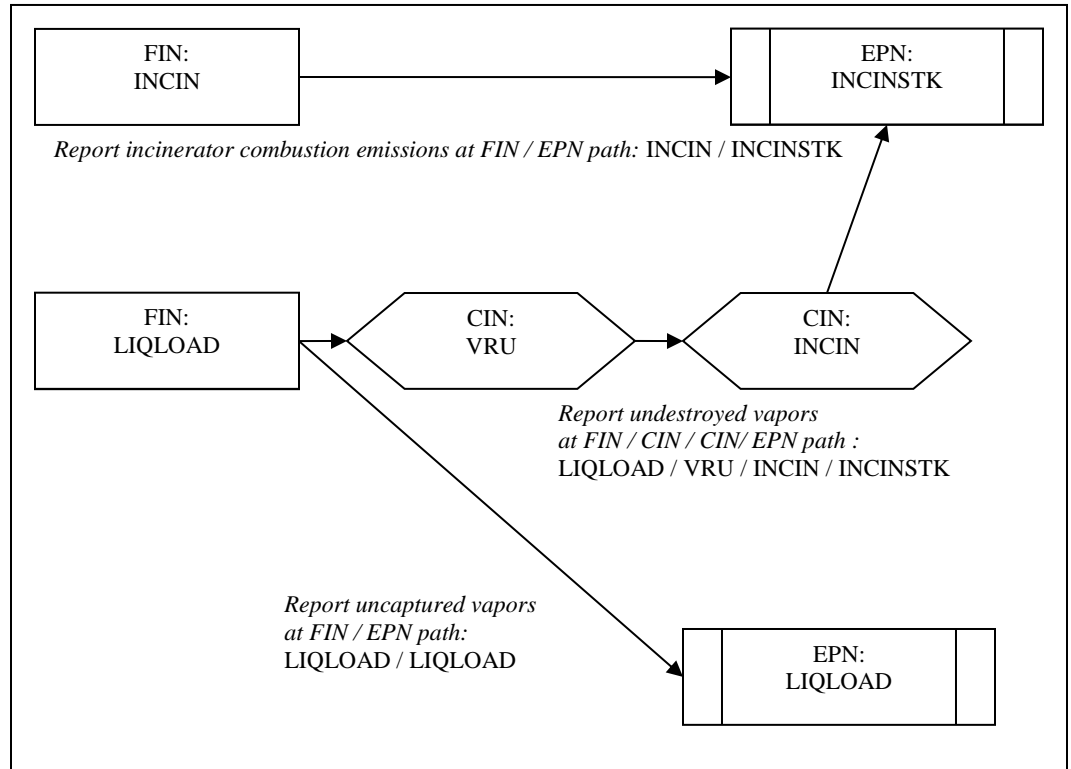 FIN:
INCIN
EPN:
INCINSTK
Report incinerator combustion emissions at FIN / EPN path: INCIN / INCINSTK
FIN:
LIQLOAD
CIN:
VRU
CIN:
INCIN
Report undestroyed vapors
at FIN / CIN / CIN/ EPN path :
LIQLOAD / VRU / INCIN / INCINSTK
Report uncaptured vapors
at FIN / EPN path:
LIQLOAD / LIQLOAD
EPN:
LIQLOAD